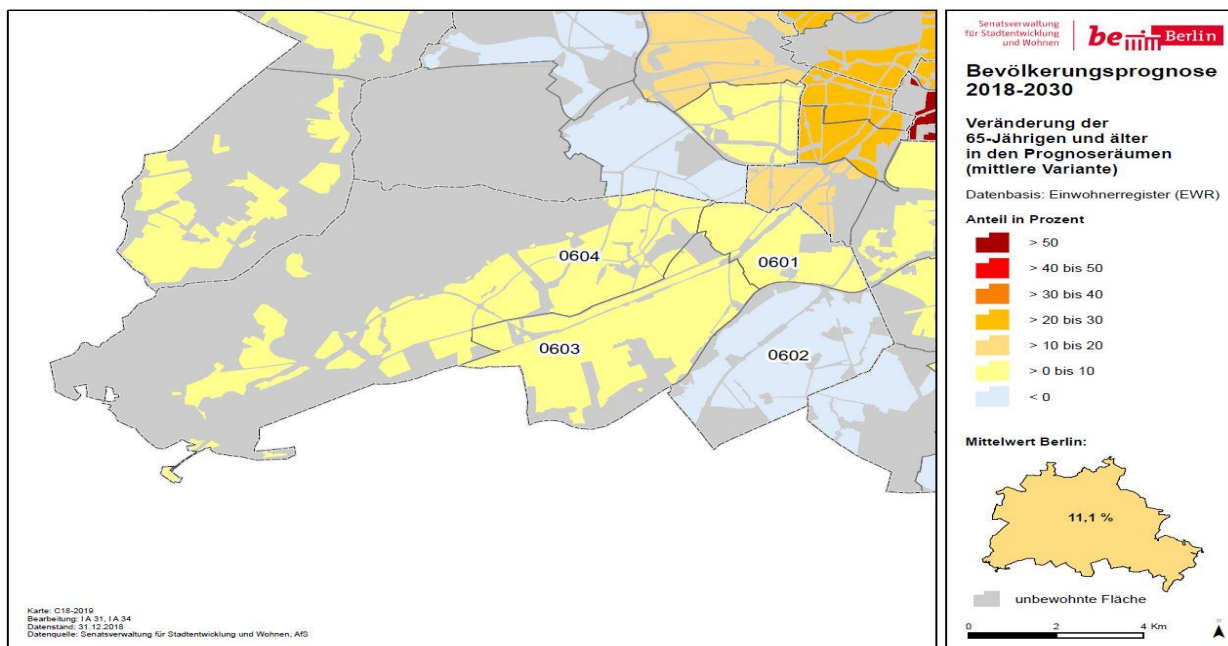 0604
0601
0603
0602
Karte: C18-2019
Bearbeitung: I A 31, I A 34
Datenstand: 31.12.2018
Datenquelle: Senatsverwaltung für Stadtentwicklung und Wohnen, AfS
Senatsverwaltung
für Stadtentwicklung
und Wohnen
be Berlin
Bevölkerungsprognose
2018-2030
Veränderung der
65-Jährigen und älter
in den Prognoseräumen
(mittlere Variante)
Datenbasis: Einwohnerregister (EWR)
Anteil in Prozent
> 50
> 40 bis 50
> 30 bis 40
> 20 bis 30
> 10 bis 20
> 0 bis 10
< 0
Mittelwert Berlin:
11,1 %
unbewohnte Fläche
0 2 4 Km